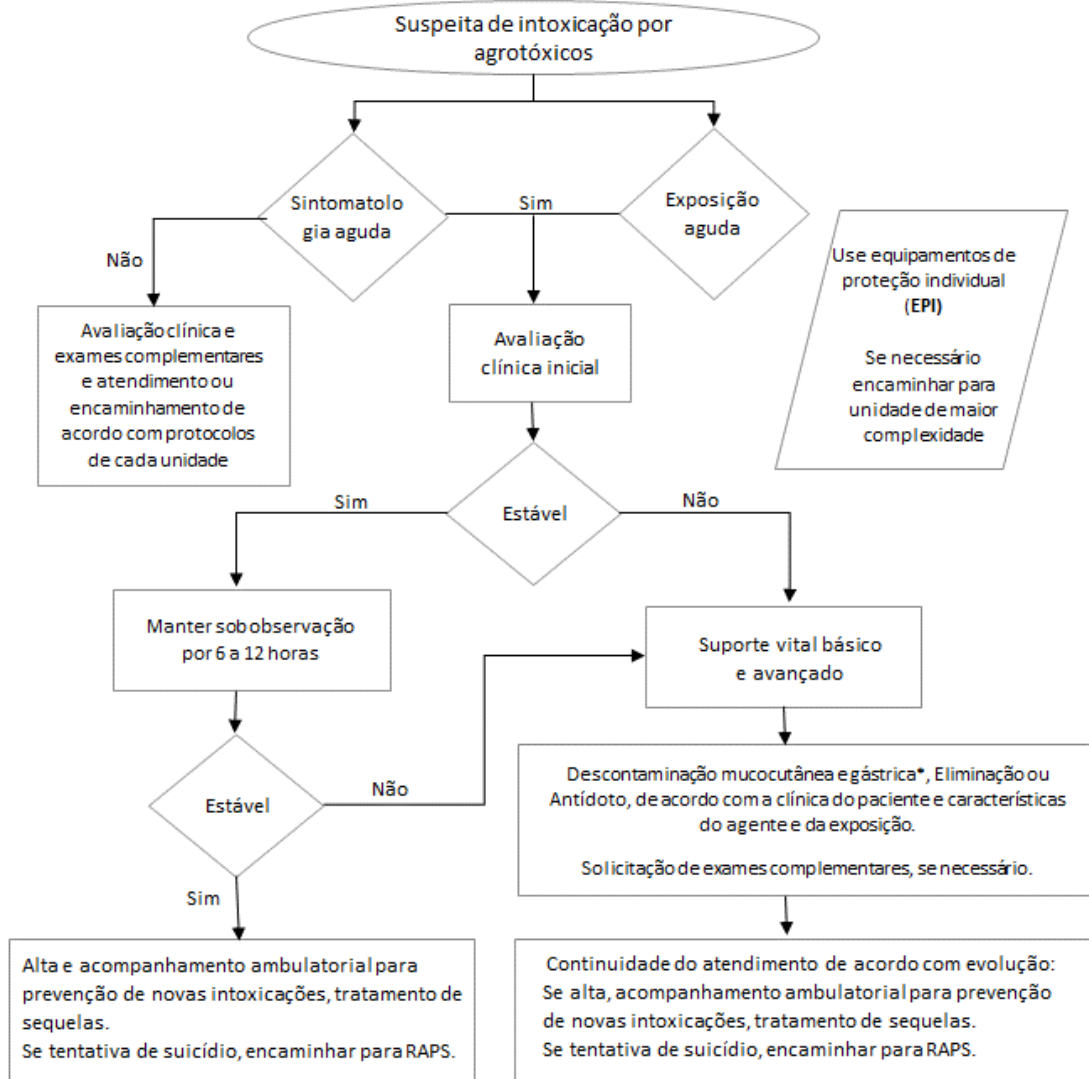 Suspeita de intoxicação por
agrotóxicos
Sintomatolo
gia aguda
Sim
Exposição
aguda
Não
Use equipamentos de
proteção individual
(EPI)
Se necessário
encaminhar para
unidade de maior
complexidade
Avaliação clínica e
exames complementares
e atendimento ou
encaminhamento de
acordo com protocolos
de cada unidade
Avaliação
clínica inicial
Sim
Estável
Não
Manter sob observação
por 6 a 12 horas
Suporte vital básico
e avançado
Estável
Não
Descontaminação mucocutânea e gástrica*, Eliminação ou
Antídoto, de acordo com a clínica do paciente e características
do agente e da exposição.
Solicitação de exames complementares, se necessário.
Sim
Alta e acompanhamento ambulatorial para
prevenção de novas intoxicações, tratamento de
sequelas.
Se tentativa de suicídio, encaminhar para RAPS.
Continuidade do atendimento de acordo com evolução:
Se alta, acompanhamento ambulatorial para prevenção
de novas intoxicações, tratamento de sequelas.
Se tentativa de suicídio, encaminhar para RAPS.